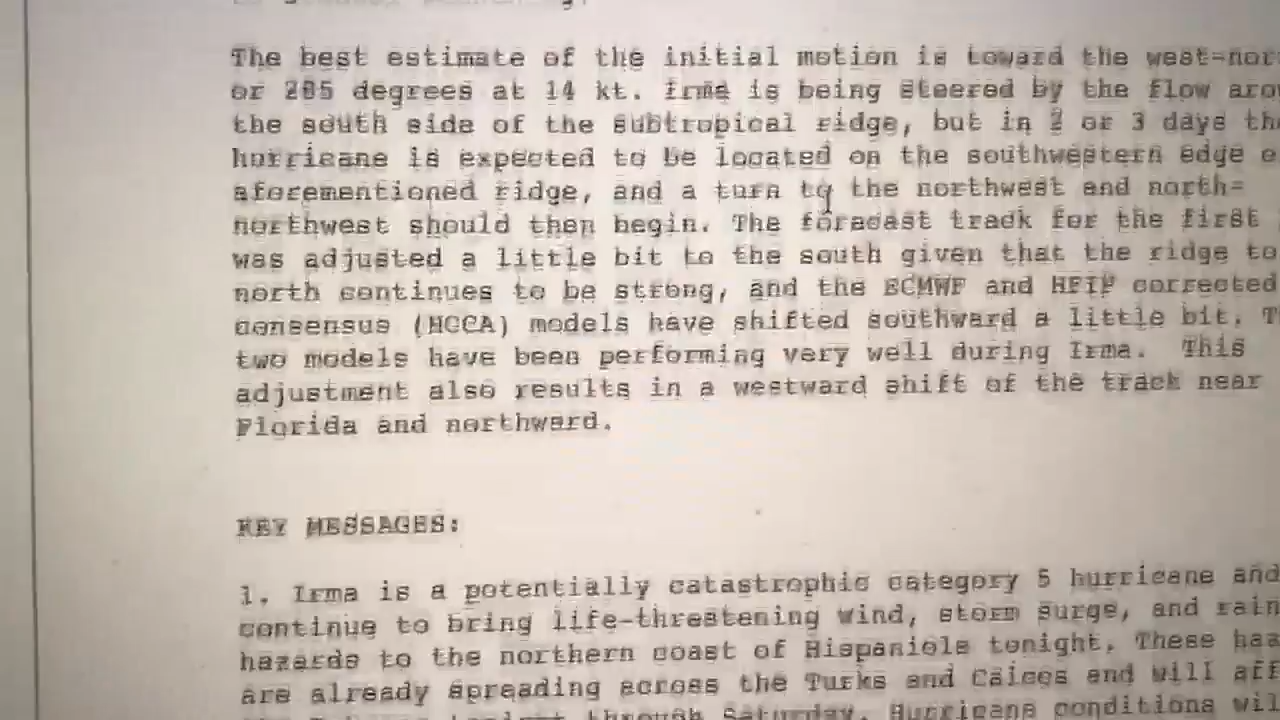 The best estimate of the initial motion is toward the west-nor
or 285 degrees at 14 kt. Irma is being steered by the flow arou
the south side of the subtropical ridge, but in 2 or 3 days the
hurricane is expected to be located on the southwestern edge o
aforementioned ridge, and a turn to the northwest and north-
northwest should then begin. The forecast track for the first
was adjusted a little bit to the south given that the ridge to
north continues to be strong, and the ECMWF and HFIP corrected
consensus (HCCA) models have shifted southward a little bit. T
two models have been performing very well during Irma. This
adjustment also results in a westward shift of the track near
Florida and northward.
KEY MESSAGES:
1. Irma is a potentially catastrophic category 5 hurricane and
continue to bring life-threatening wind, storm surge, and rain
hazards to the northern coast of Hispaniola tonight. These haz
are already spreading across the Turks and Caicos and will aff
through Saturday. Hurricane conditions wil